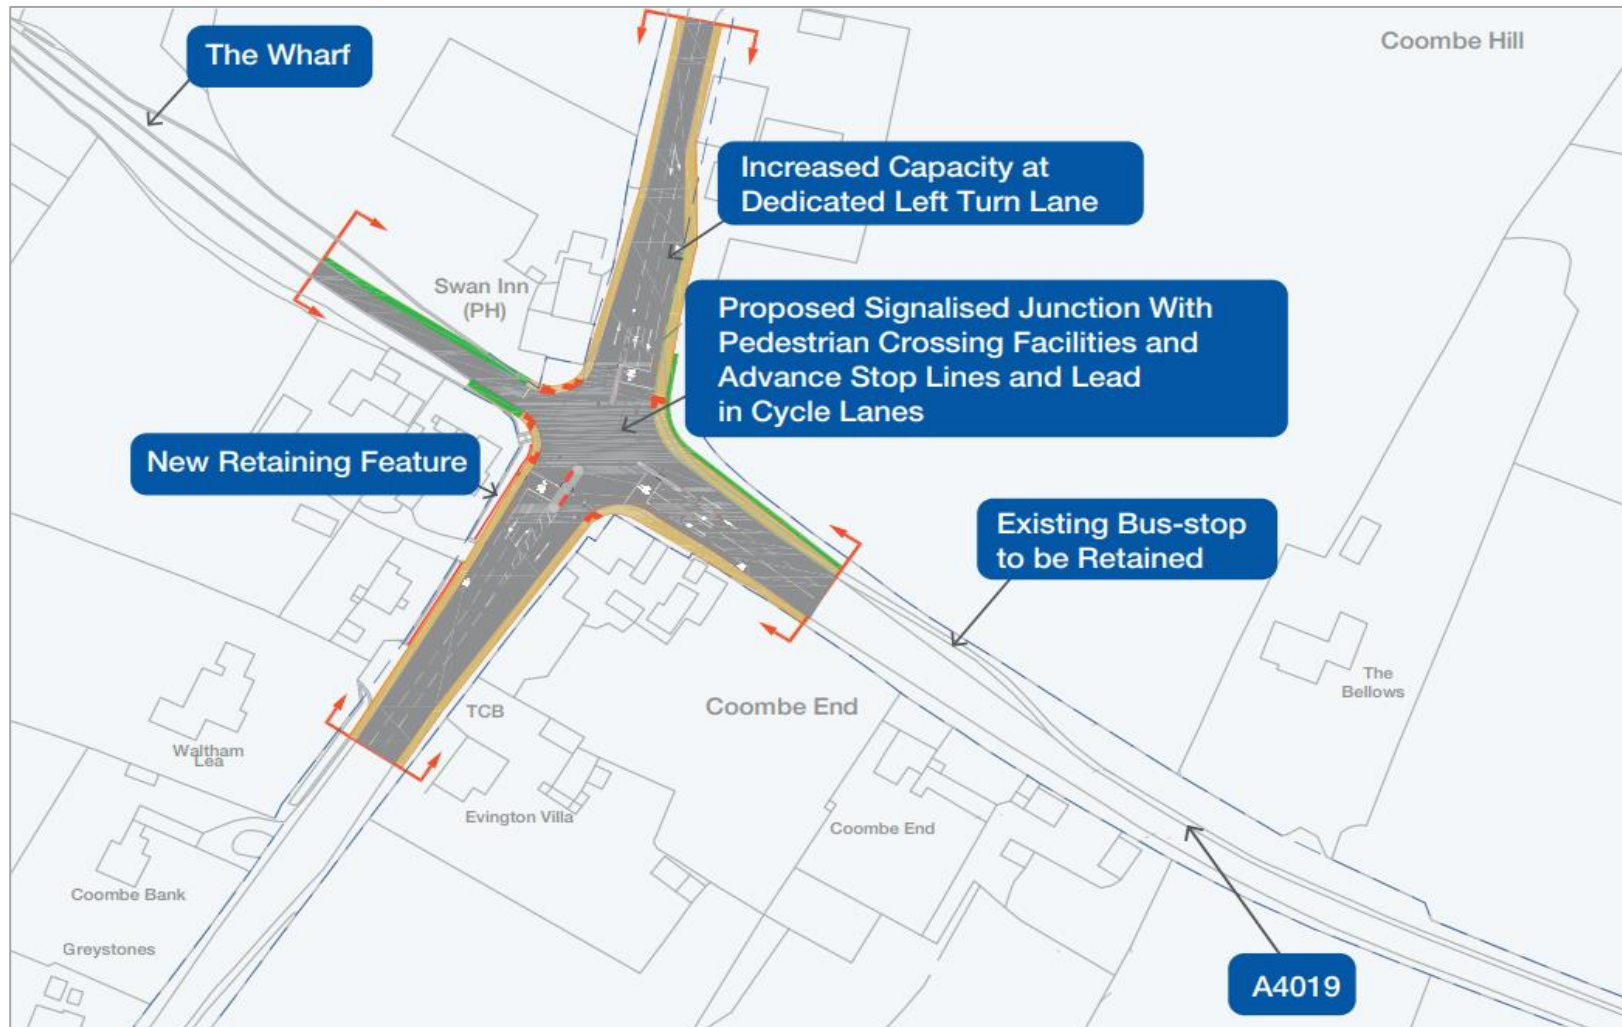 Coombe Hill
The Wharf
Increased Capacity at
Dedicated Left Turn Lane
Swan Inn
(PH)
Proposed Signalised Junction With
Pedestrian Crossing Facilities and
Advance Stop Lines and Lead
in Cycle Lanes
New Retaining Feature
Existing Bus-stop
to be Retained
The
Bellows
Coombe End
TCB
Waltham
Lea
Evington Villa
Coombe End
Coombe Bank
Greystones
A4019